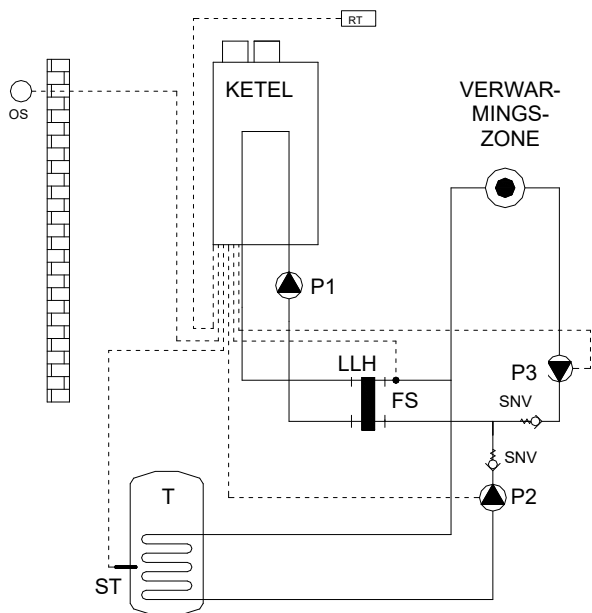 RT
KETEL
VERWAR-
MINGS-
ZONE
OS
P1
LLH
P3
FS
SNV
SNV
T
P2
ST